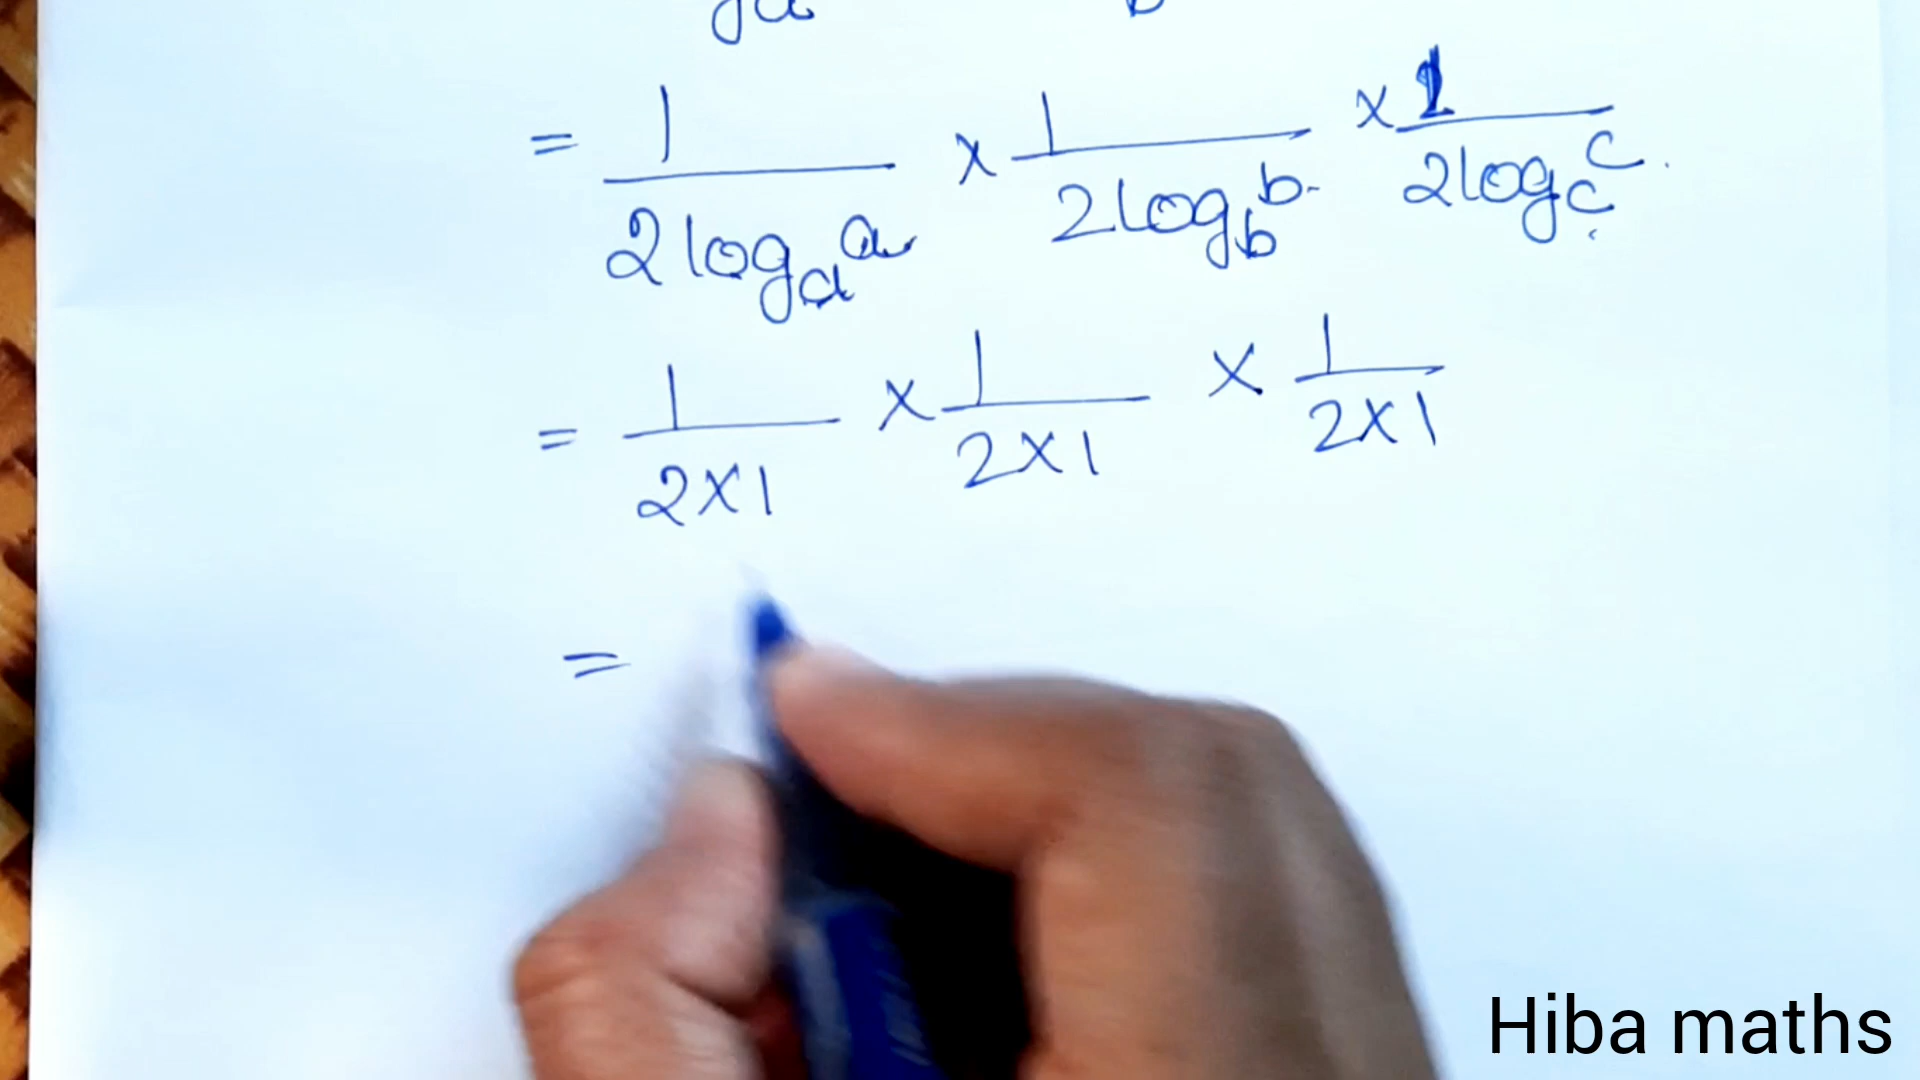 = 1/(2 log_a a) × 1/(2 log_b b) × 1/(2 log_c c)
= 1/(2×1) × 1/(2×1) × 1/(2×1)
=
Hiba maths